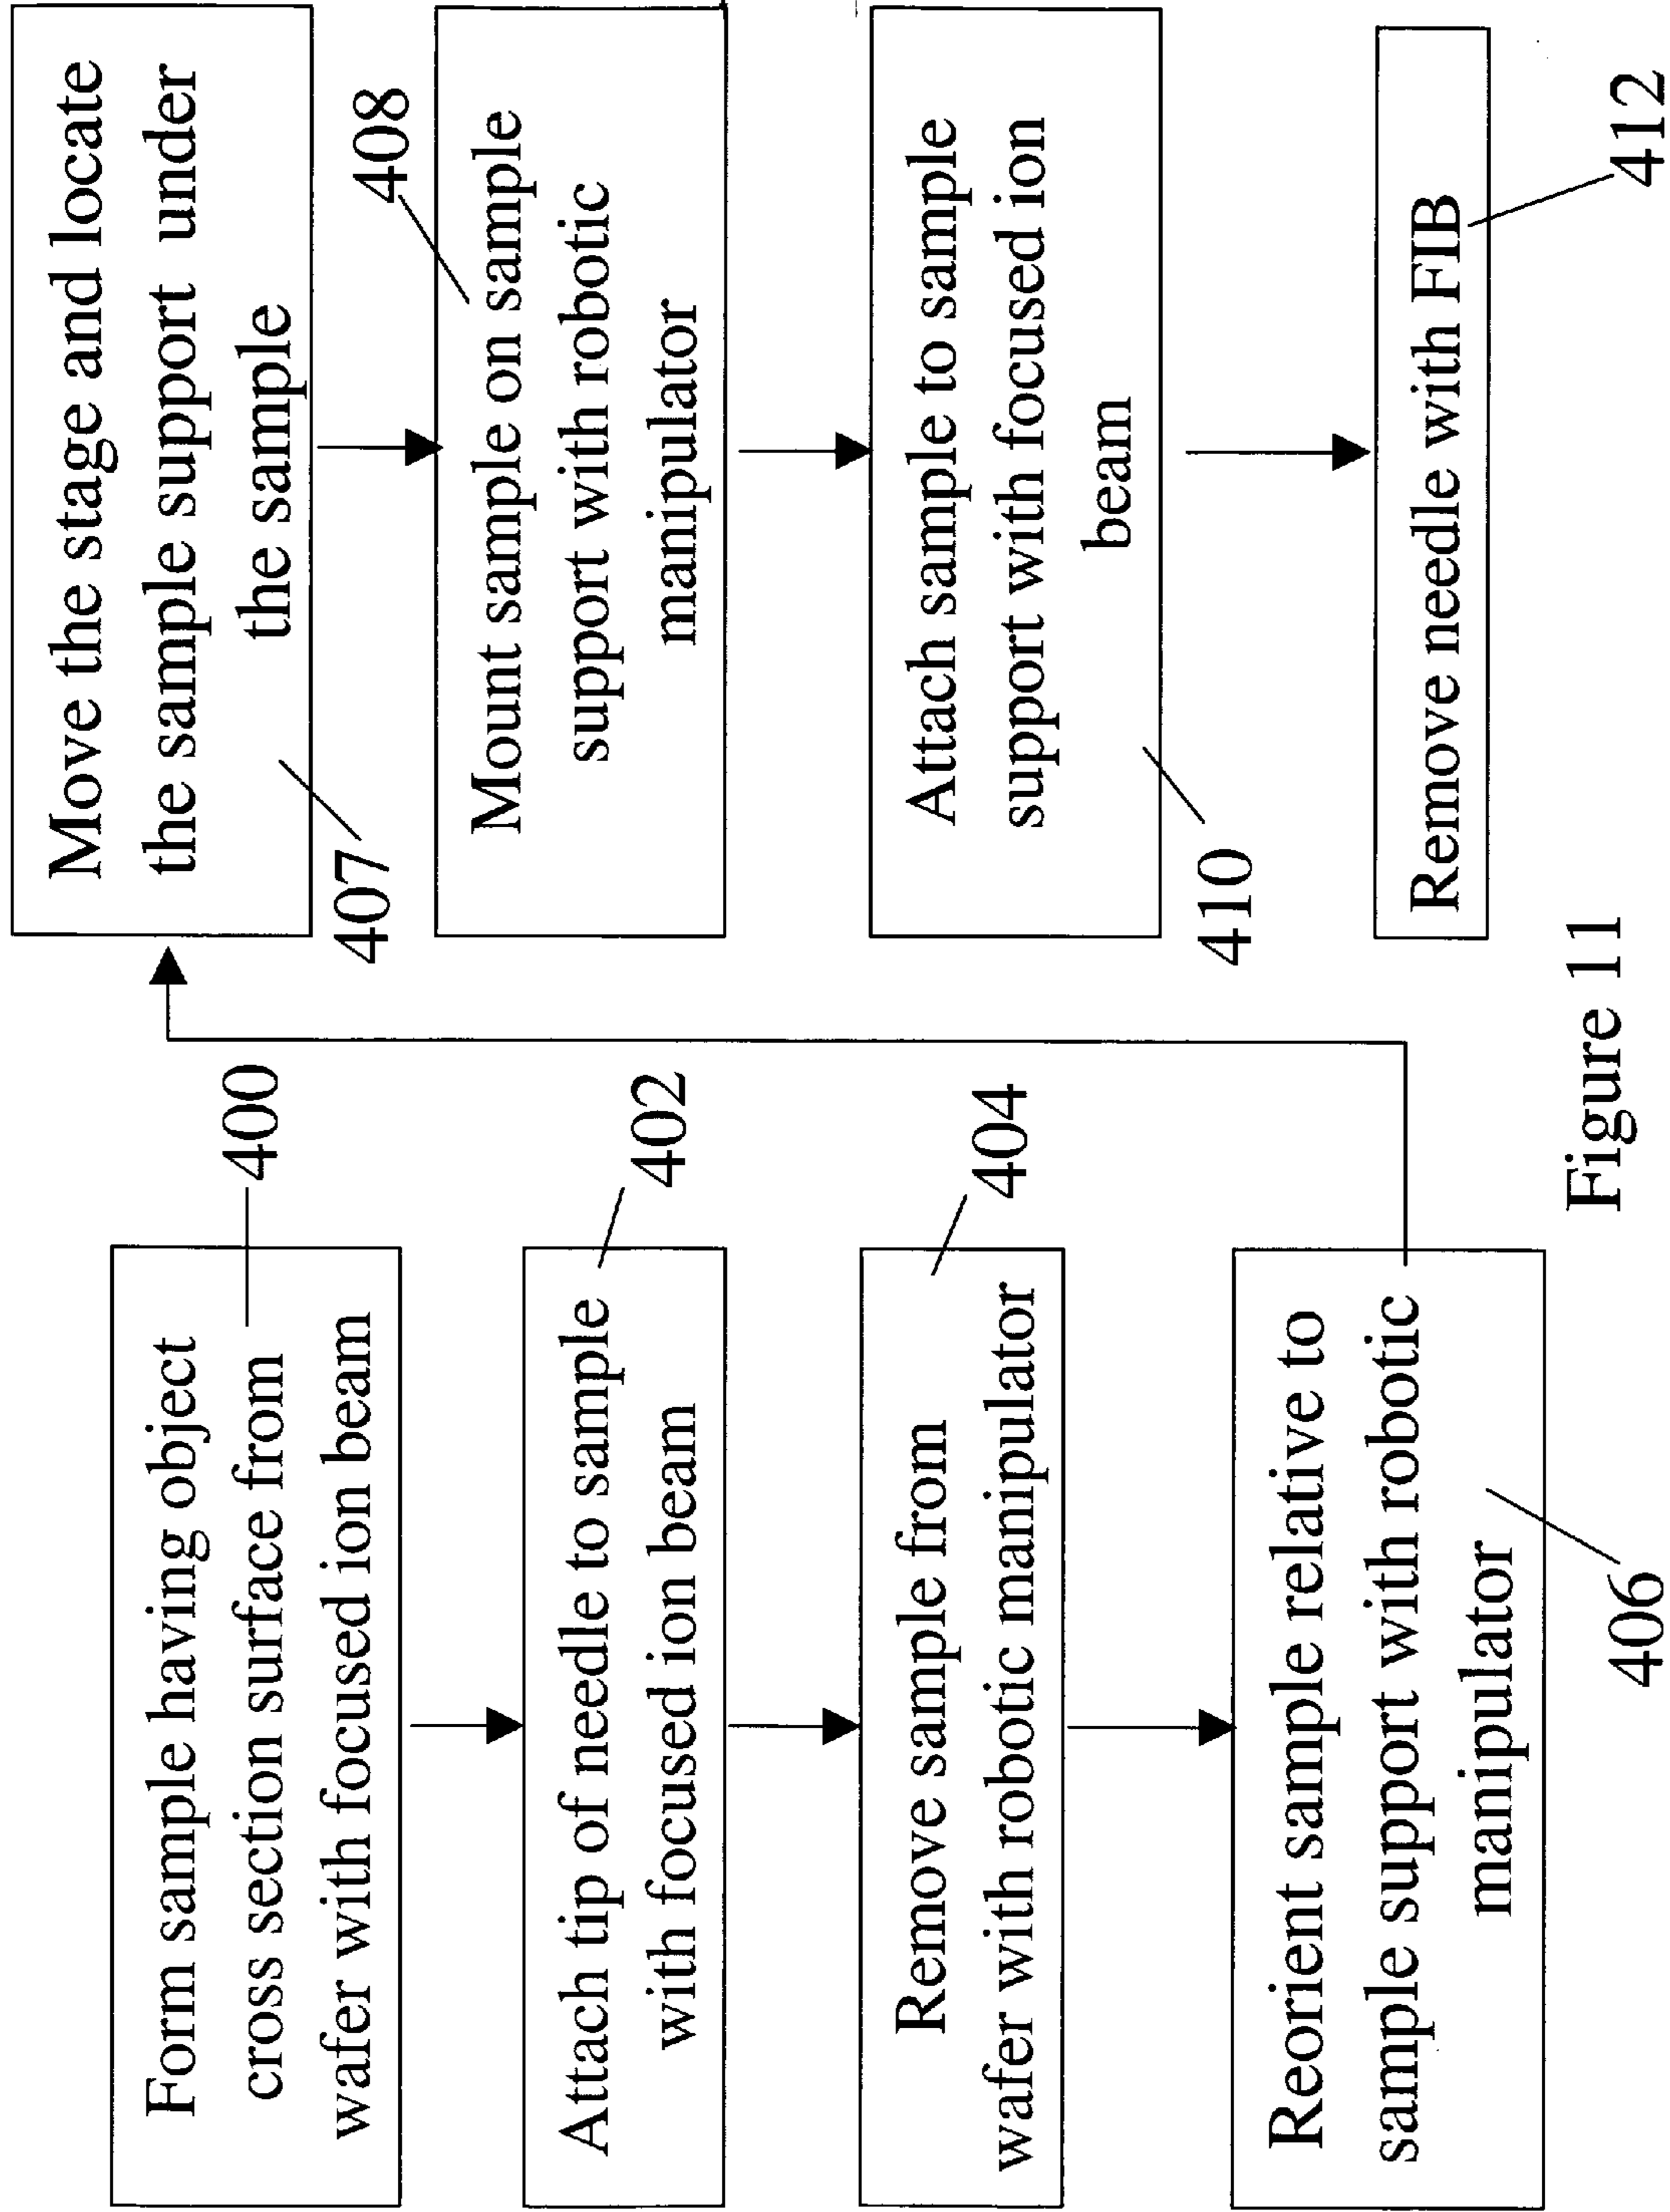 Form sample having object
cross section surface from
wafer with focused ion beam
400
Attach tip of needle to sample
with focused ion beam
402
Remove sample from
wafer with robotic manipulator
404
Reorient sample relative to
sample support with robotic
manipulator
406
Move the stage and locate
the sample support under
the sample
407
Mount sample on sample
support with robotic
manipulator
408
Attach sample to sample
support with focused ion
beam
410
Remove needle with FIB
412
Figure 11